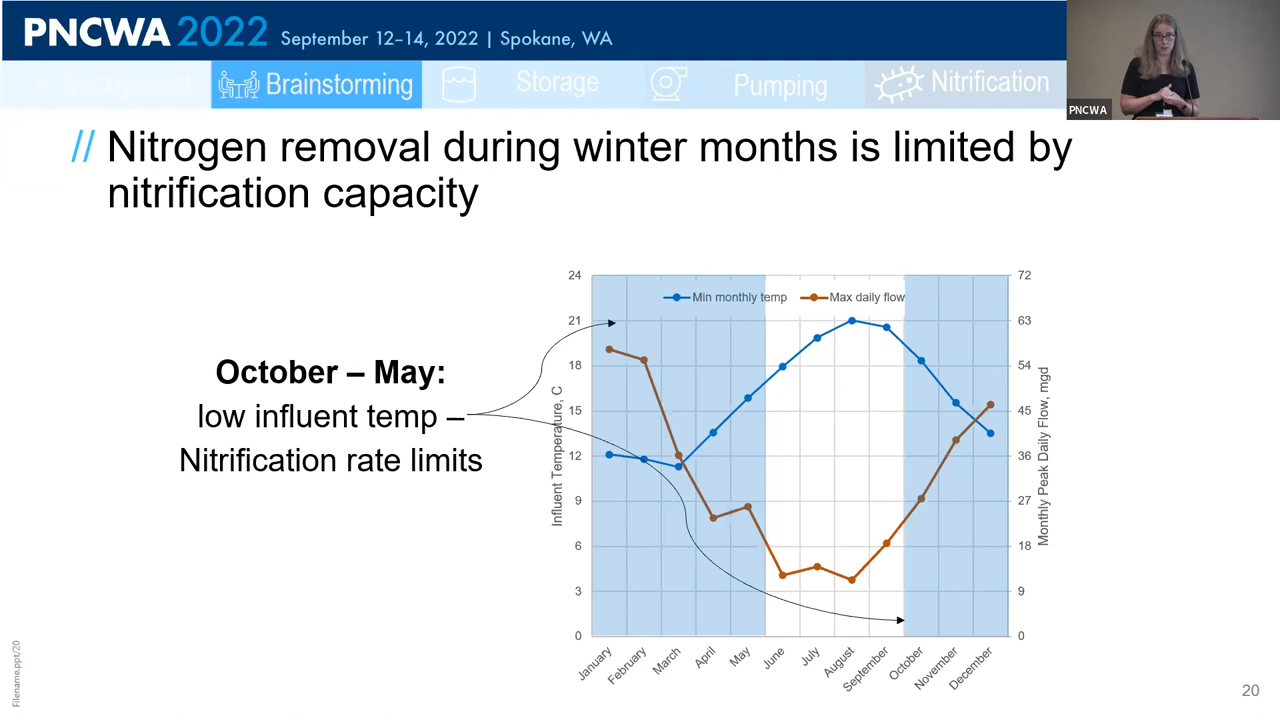 PNCWA 2022 September 12–14, 2022 | Spokane, WA
Brainstorming Storage Pumping Nitrification
PNCWA
// Nitrogen removal during winter months is limited by
nitrification capacity
October – May:
low influent temp –
Nitrification rate limits
Min monthly temp Max daily flow
24
21
18
15
12
9
6
3
0
Influent Temperature, C
72
63
54
45
36
27
18
9
0
Monthly Peak Daily Flow, mgd
January February March April May June July August September October November December
Filename.ppt/20
20